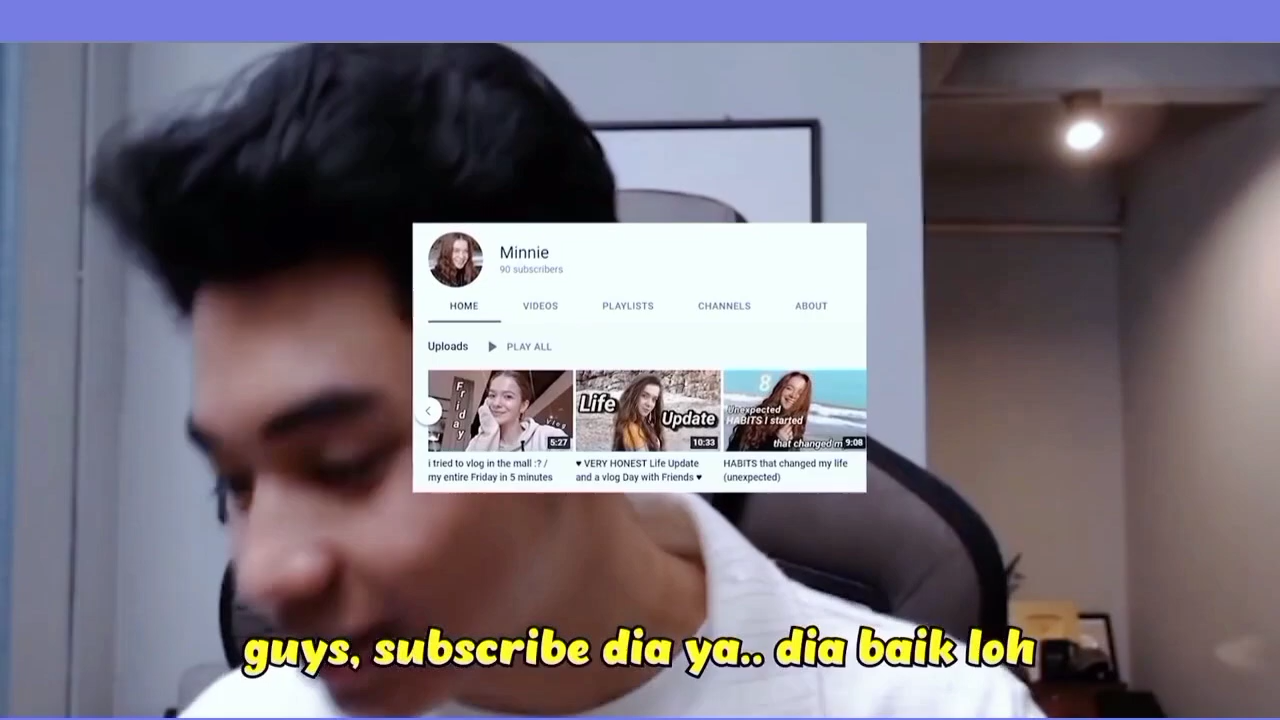 Minnie
90 subscribers
HOME VIDEOS PLAYLISTS CHANNELS ABOUT
Uploads PLAY ALL
Friday
Vlog
5:27
Life
Update
10:33
8
Unexpected
HABITS I started
that changed m
9:08
i tried to vlog in the mall :? /
my entire Friday in 5 minutes
♥ VERY HONEST Life Update
and a vlog Day with Friends ♥
HABITS that changed my life
(unexpected)
guys, subscribe dia ya.. dia baik loh